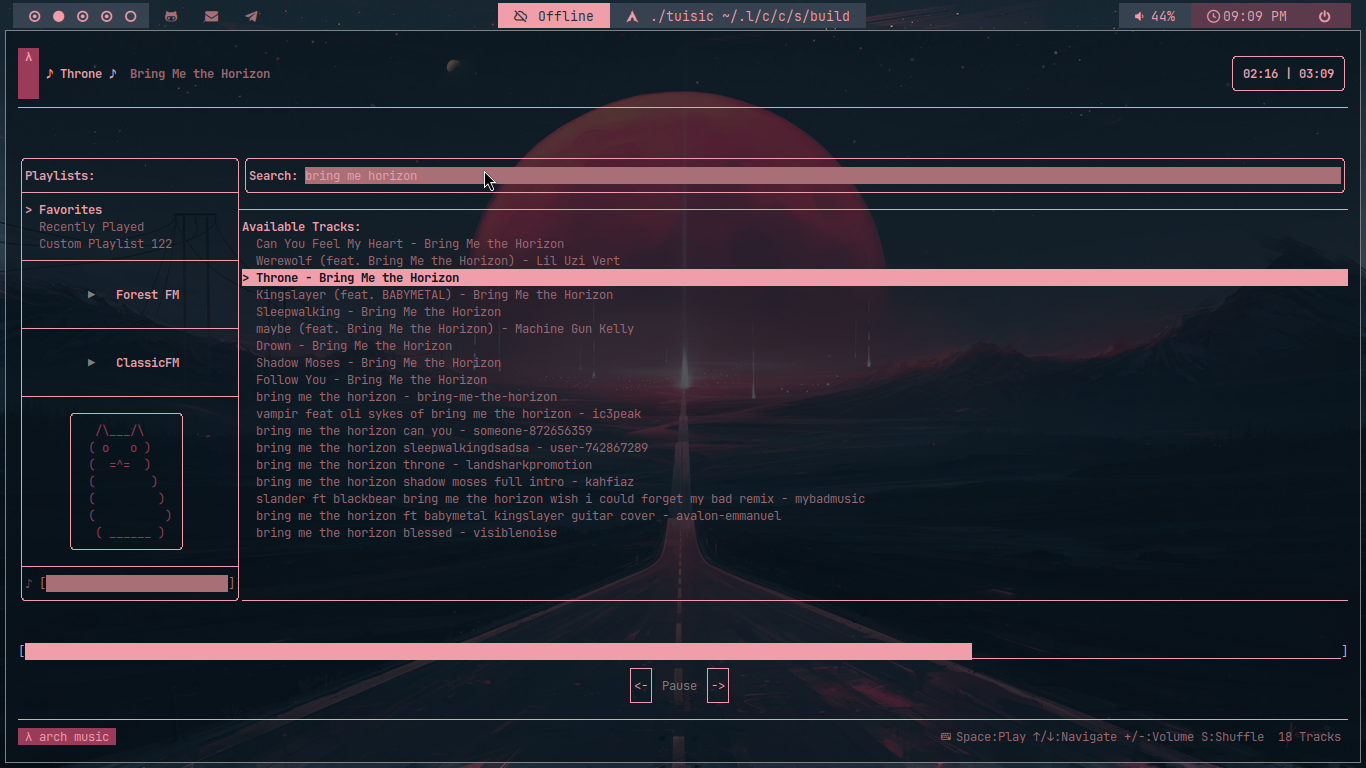 Offline
./tuisic ~/.l/c/c/s/build
44%
09:09 PM
λ
♪ Throne ♪ Bring Me the Horizon
02:16 | 03:09
Playlists:
> Favorites
Recently Played
Custom Playlist 122
▶ Forest FM
▶ ClassicFM
/\___/\
( o   o )
(  =^=  )
(        )
(         )
(          )
( ______ )
♪ [ ]
Search: bring me horizon
Available Tracks:
Can You Feel My Heart - Bring Me the Horizon
Werewolf (feat. Bring Me the Horizon) - Lil Uzi Vert
> Throne - Bring Me the Horizon
Kingslayer (feat. BABYMETAL) - Bring Me the Horizon
Sleepwalking - Bring Me the Horizon
maybe (feat. Bring Me the Horizon) - Machine Gun Kelly
Drown - Bring Me the Horizon
Shadow Moses - Bring Me the Horizon
Follow You - Bring Me the Horizon
bring me the horizon - bring-me-the-horizon
vampir feat oli sykes of bring me the horizon - ic3peak
bring me the horizon can you - someone-872656359
bring me the horizon sleepwalkingdsadsa - user-742867289
bring me the horizon throne - landsharkpromotion
bring me the horizon shadow moses full intro - kahfiaz
slander ft blackbear bring me the horizon wish i could forget my bad remix - mybadmusic
bring me the horizon ft babymetal kingslayer guitar cover - avalon-emmanuel
bring me the horizon blessed - visiblenoise
[ ]
<- Pause ->
λ arch music
Space:Play ↑/↓:Navigate +/-:Volume S:Shuffle 18 Tracks